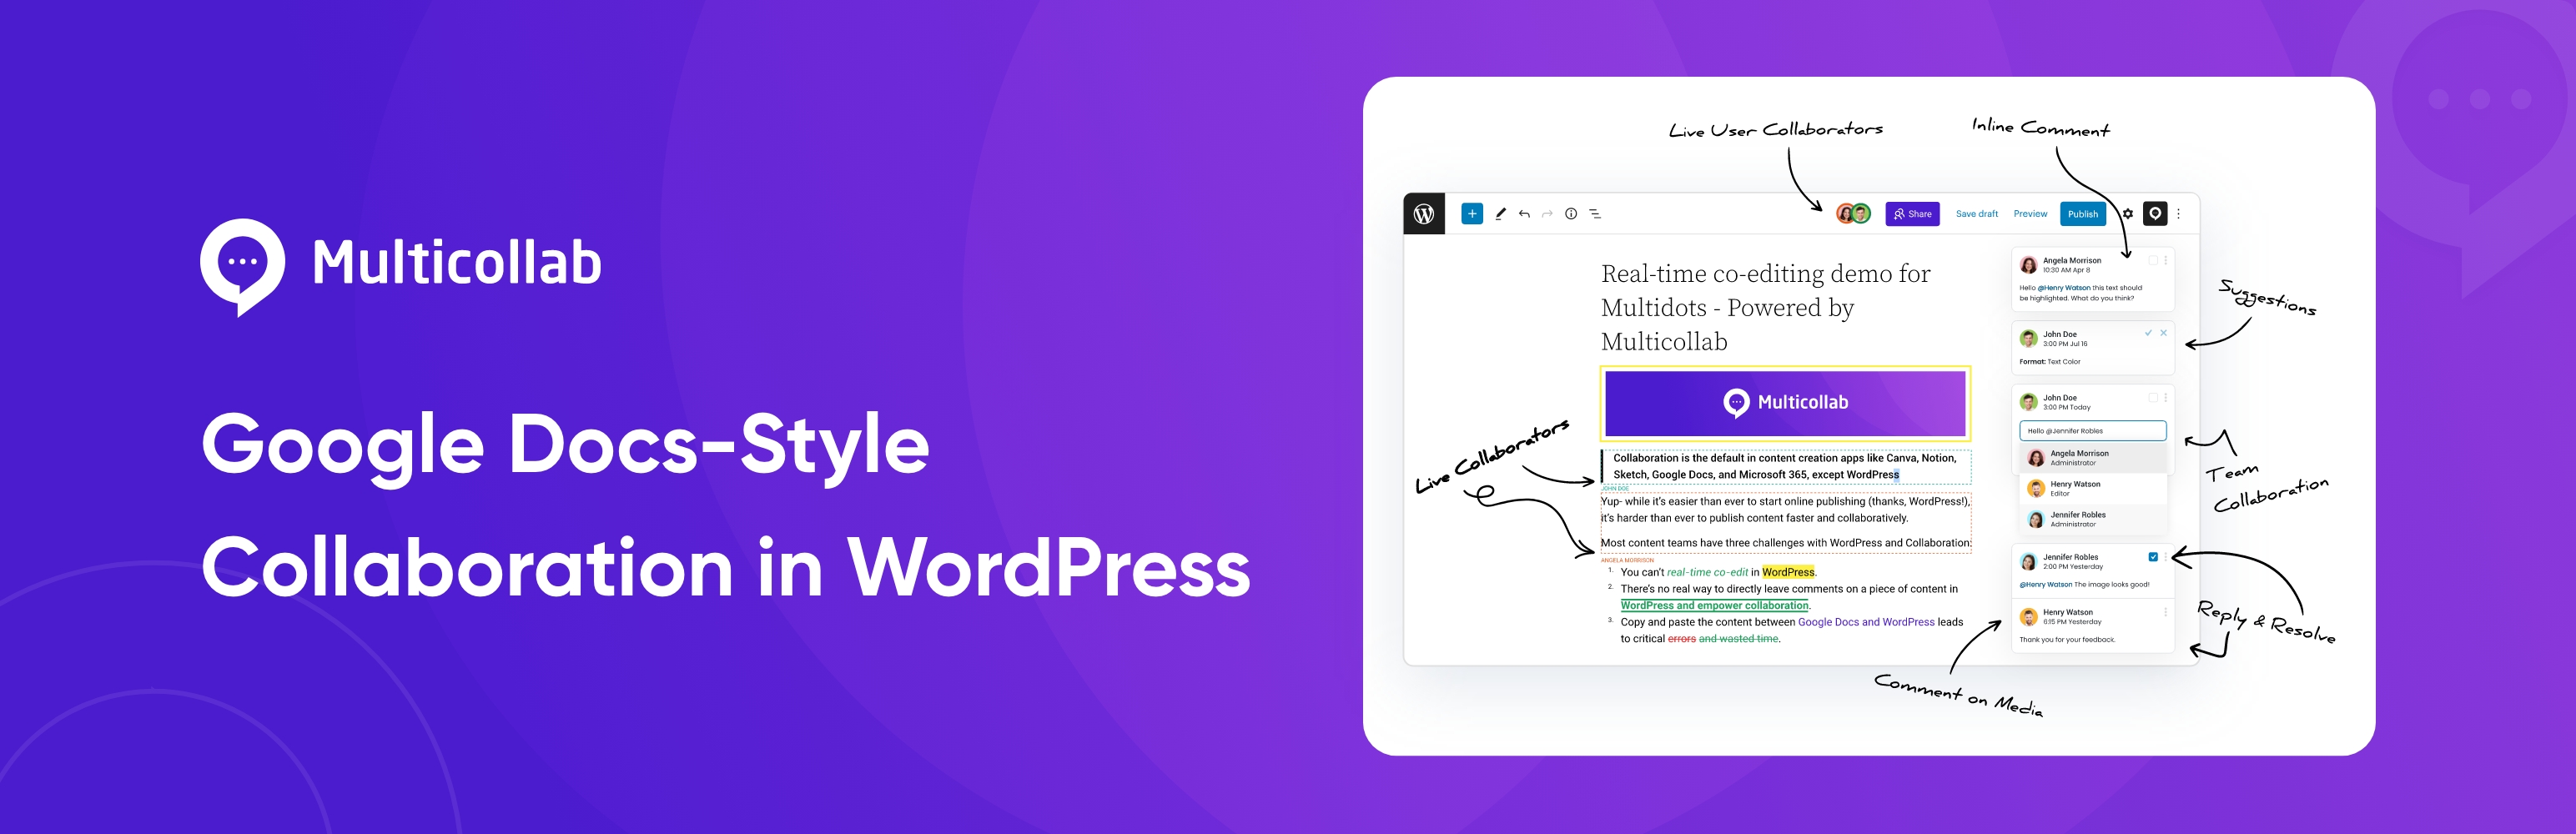 Multicollab
Google Docs-Style
Collaboration in WordPress
Live User Collaborators
Inline Comment
Share
Save draft
Preview
Publish
Real-time co-editing demo for
Multidots - Powered by
Multicollab
Multicollab
Collaboration is the default in content creation apps like Canva, Notion,
Sketch, Google Docs, and Microsoft 365, except WordPress
JOHN DOE
Yup- while it's easier than ever to start online publishing (thanks, WordPress!),
it's harder than ever to publish content faster and collaboratively.
Most content teams have three challenges with WordPress and Collaboration:
ANGELA MORRISON
1. You can't real-time co-edit in WordPress.
2. There's no real way to directly leave comments on a piece of content in
WordPress and empower collaboration.
3. Copy and paste the content between Google Docs and WordPress leads
to critical errors and wasted time.
Live Collaborators
Angela Morrison
10:30 AM Apr 8
Hello @Henry Watson this text should
be highlighted. What do you think?
John Doe
3:00 PM Jul 16
Format: Text Color
John Doe
3:00 PM Today
Hello @Jennifer Robles
Angela Morrison
Administrator
Henry Watson
Editor
Jennifer Robles
Administrator
Jennifer Robles
2:00 PM Yesterday
@Henry Watson The image looks good!
Henry Watson
6:15 PM Yesterday
Thank you for your feedback.
Suggestions
Team
Collaboration
Reply & Resolve
Comment on Media